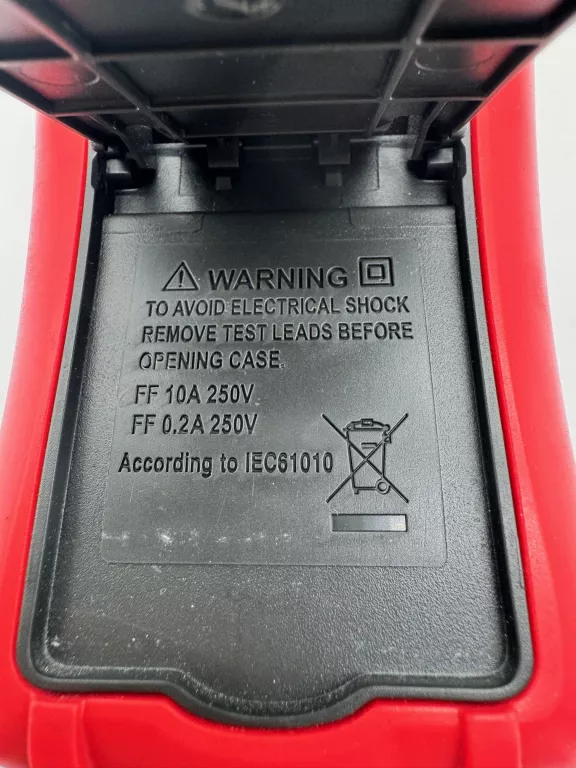 WARNING
TO AVOID ELECTRICAL SHOCK
REMOVE TEST LEADS BEFORE
OPENING CASE.
FF 10A 250V
FF 0.2A 250V
According to IEC61010